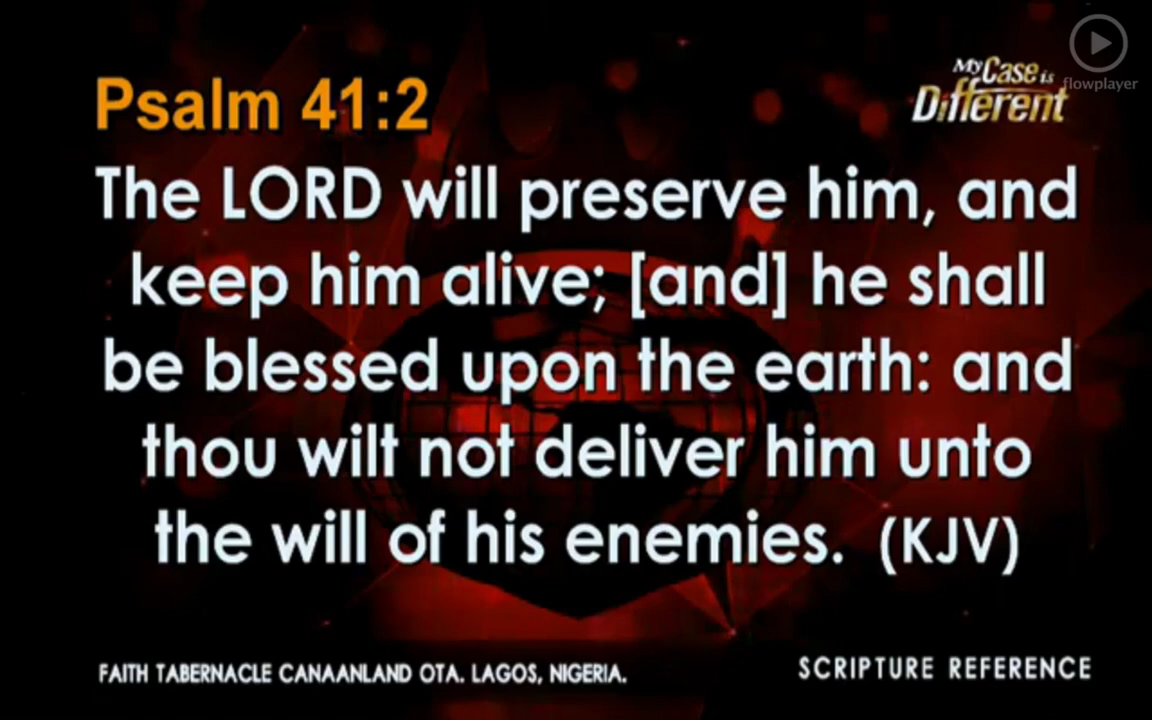 flowplayer
My Case is
Different
Psalm 41:2
The LORD will preserve him, and
keep him alive; [and] he shall
be blessed upon the earth: and
thou wilt not deliver him unto
the will of his enemies. (KJV)
FAITH TABERNACLE CANAANLAND OTA. LAGOS, NIGERIA.
SCRIPTURE REFERENCE